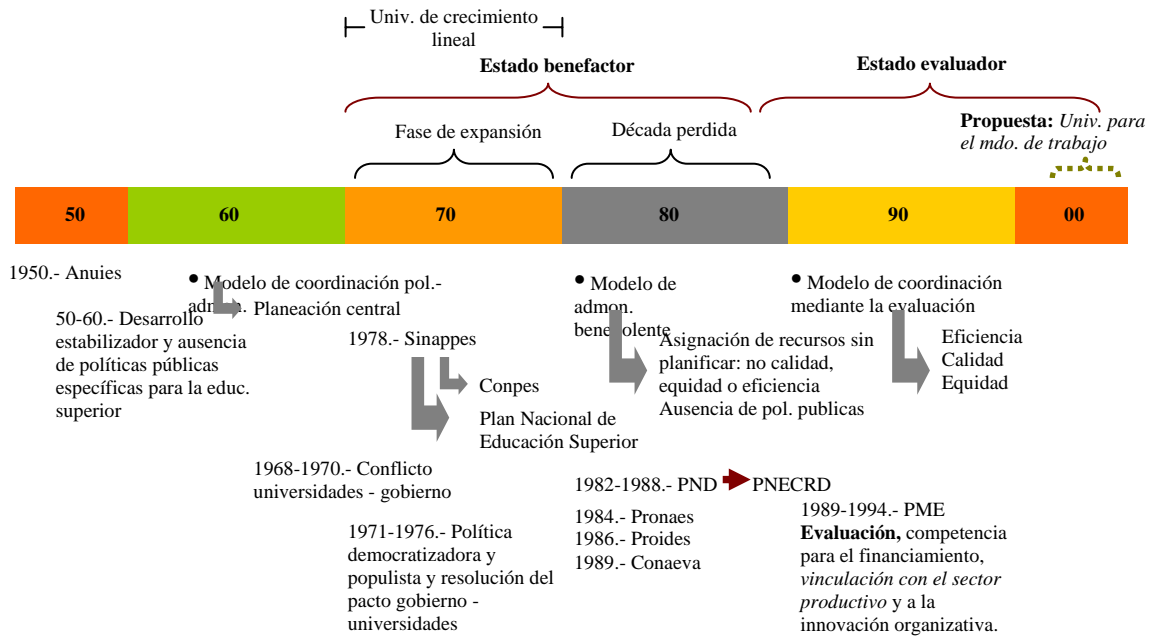 Univ. de crecimiento
lineal
Estado benefactor
Estado evaluador
Fase de expansión
Década perdida
Propuesta: Univ. para
el mdo. de trabajo
50
60
70
80
90
00
1950.- Anuies
50-60.- Desarrollo
estabilizador y ausencia
de políticas públicas
específicas para la educ.
superior
• Modelo de coordinación pol.-
admon.
Planeación central
1978.- Sinappes
Conpes
Plan Nacional de
Educación Superior
1968-1970.- Conflicto
universidades - gobierno
1971-1976.- Política
democratizadora y
populista y resolución del
pacto gobierno -
universidades
• Modelo de
admon.
benevolente
Asignación de recursos sin
planificar: no calidad,
equidad o eficiencia
Ausencia de pol. publicas
1982-1988.- PND PNECRD
1984.- Pronaes
1986.- Proides
1989.- Conaeva
• Modelo de coordinación
mediante la evaluación
Eficiencia
Calidad
Equidad
1989-1994.- PME
Evaluación, competencia
para el financiamiento,
vinculación con el sector
productivo y a la
innovación organizativa.